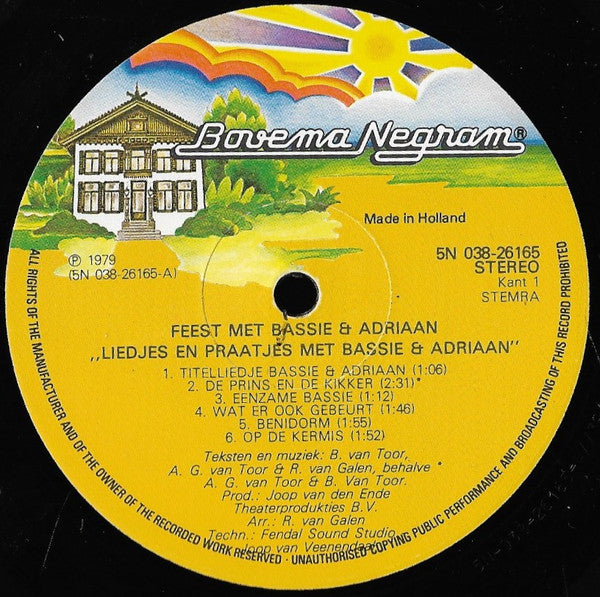 Bovema Negram®
Made in Holland
℗ 1979
(5N 038-26165-A)
5N 038-26165
STEREO
Kant 1
STEMRA
FEEST MET BASSIE & ADRIAAN
,,LIEDJES EN PRAATJES MET BASSIE & ADRIAAN''
1. TITELLIEDJE BASSIE & ADRIAAN (1:06)
2. DE PRINS EN DE KIKKER (2:31)*
3. EENZAME BASSIE (1:12)
4. WAT ER OOK GEBEURT (1:46)
5. BENIDORM (1:55)
6. OP DE KERMIS (1:52)
Teksten en muziek: B. van Toor,
A. G. van Toor & R. van Galen, behalve *
A. G. van Toor & B. Van Toor.
Prod.: Joop van den Ende
Theaterprodukties B.V.
Arr.: R. van Galen
Techn.: Fendal Sound Studio,
Joop van Veenendaal
ALL RIGHTS OF THE MANUFACTURER AND OF THE OWNER OF THE RECORDED WORK RESERVED - UNAUTHORISED COPYING PUBLIC PERFORMANCE AND BROADCASTING OF THIS RECORD PROHIBITED